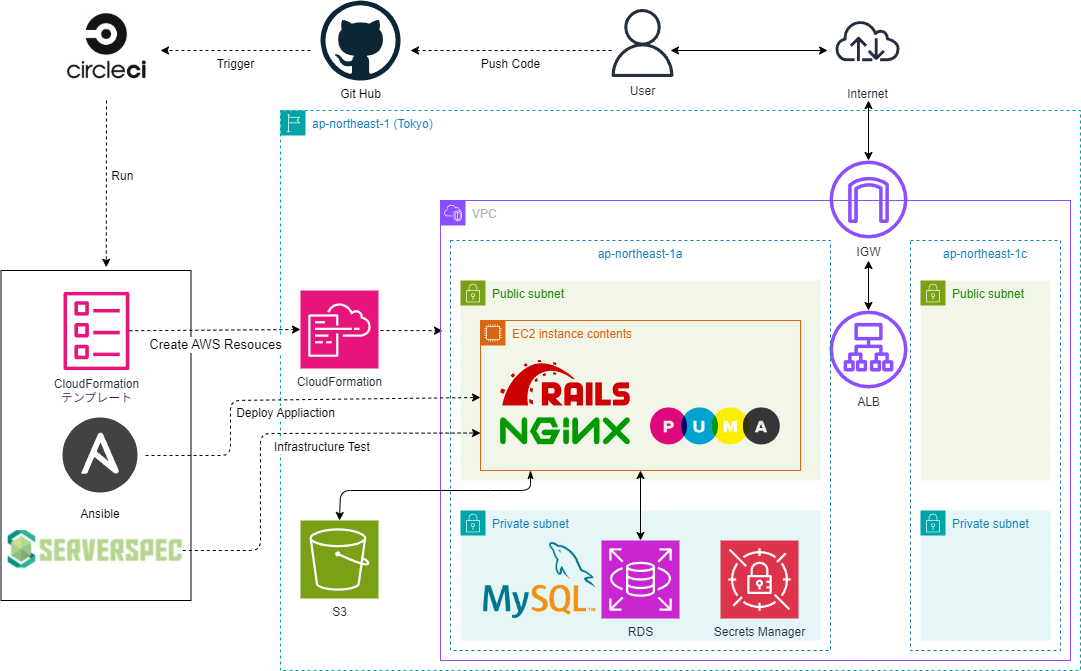 circleci
Trigger
Git Hub
Push Code
User
Internet
ap-northeast-1 (Tokyo)
Run
VPC
IGW
ap-northeast-1a
ap-northeast-1c
Public subnet
Public subnet
EC2 instance contents
Create AWS Resouces
CloudFormation
テンプレート
CloudFormation
RAILS
NGiNX
PUMA
ALB
Deploy Appliaction
Infrastructure Test
Ansible
SERVERSPEC
S3
Private subnet
Private subnet
MySQL™
RDS
Secrets Manager